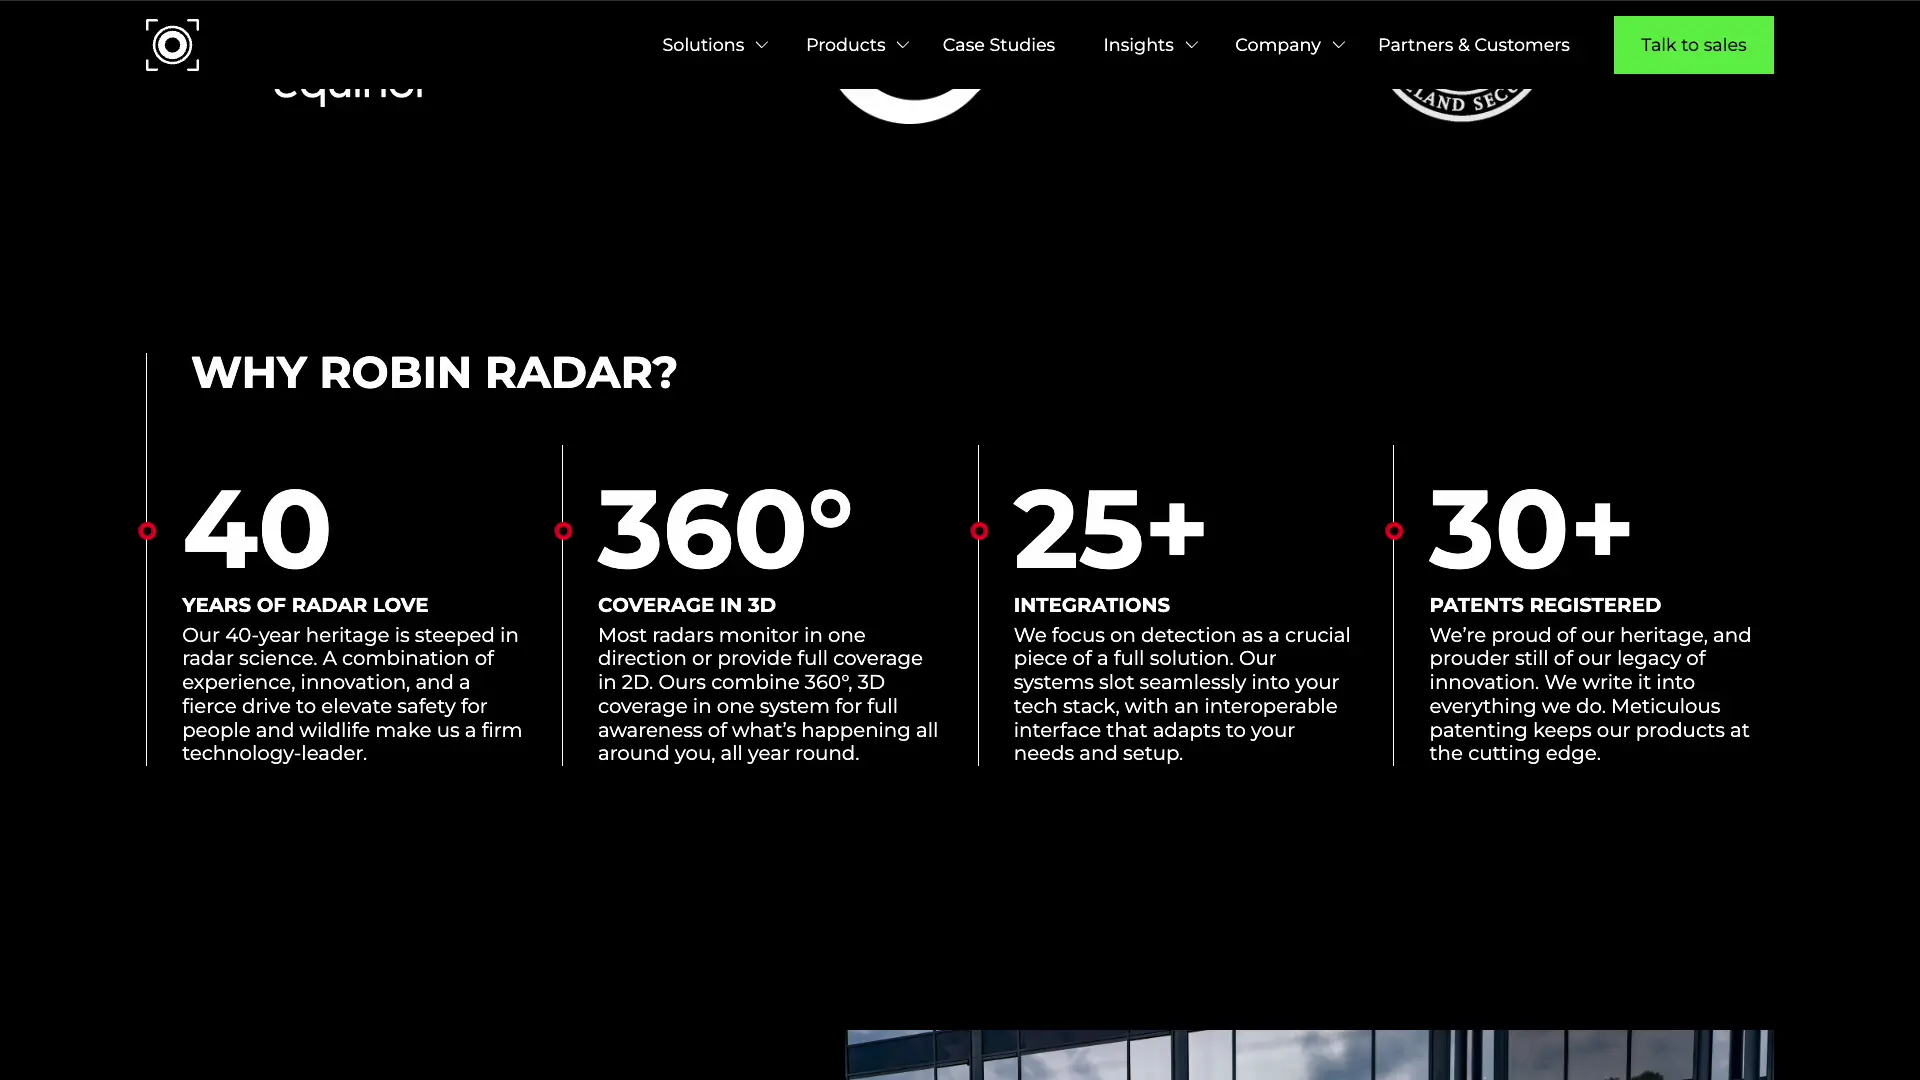 Solutions
Products
Case Studies
Insights
Company
Partners & Customers
Talk to sales
equinor
LAND SECU
WHY ROBIN RADAR?
40
YEARS OF RADAR LOVE
Our 40-year heritage is steeped in
radar science. A combination of
experience, innovation, and a
fierce drive to elevate safety for
people and wildlife make us a firm
technology-leader.
360°
COVERAGE IN 3D
Most radars monitor in one
direction or provide full coverage
in 2D. Ours combine 360°, 3D
coverage in one system for full
awareness of what’s happening all
around you, all year round.
25+
INTEGRATIONS
We focus on detection as a crucial
piece of a full solution. Our
systems slot seamlessly into your
tech stack, with an interoperable
interface that adapts to your
needs and setup.
30+
PATENTS REGISTERED
We’re proud of our heritage, and
prouder still of our legacy of
innovation. We write it into
everything we do. Meticulous
patenting keeps our products at
the cutting edge.